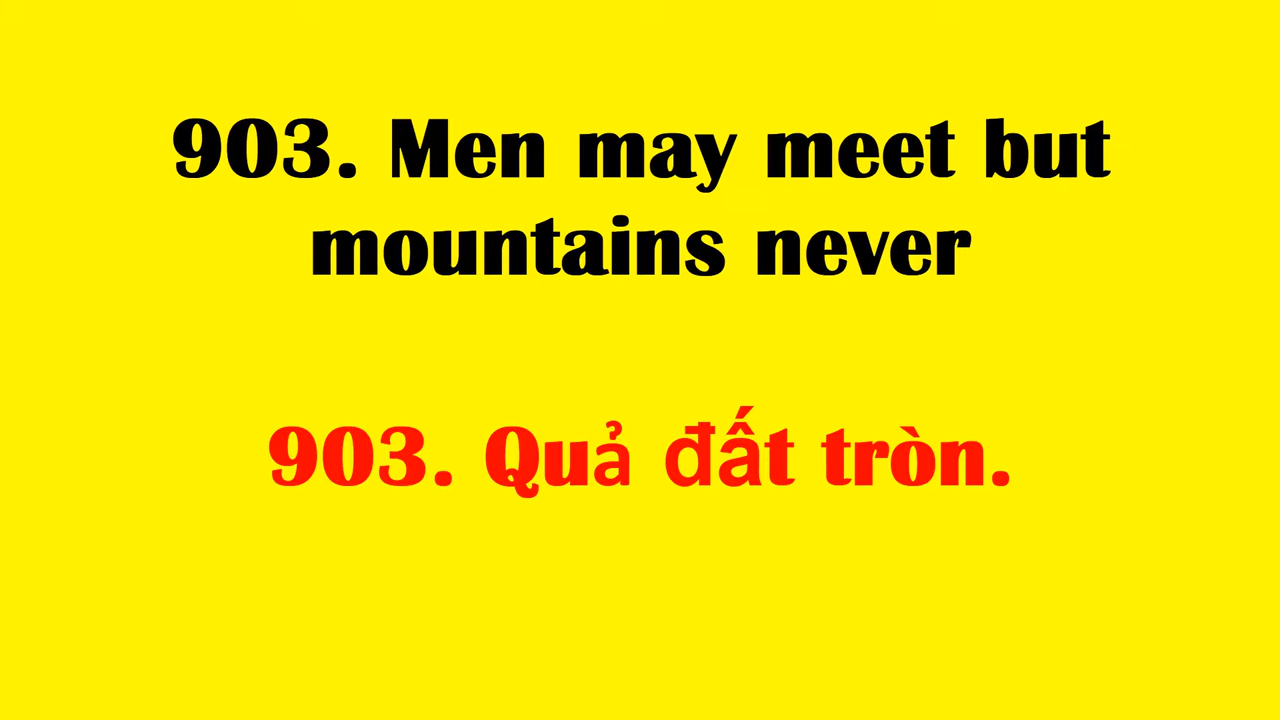 903. Men may meet but
mountains never
903. Quả đất tròn.